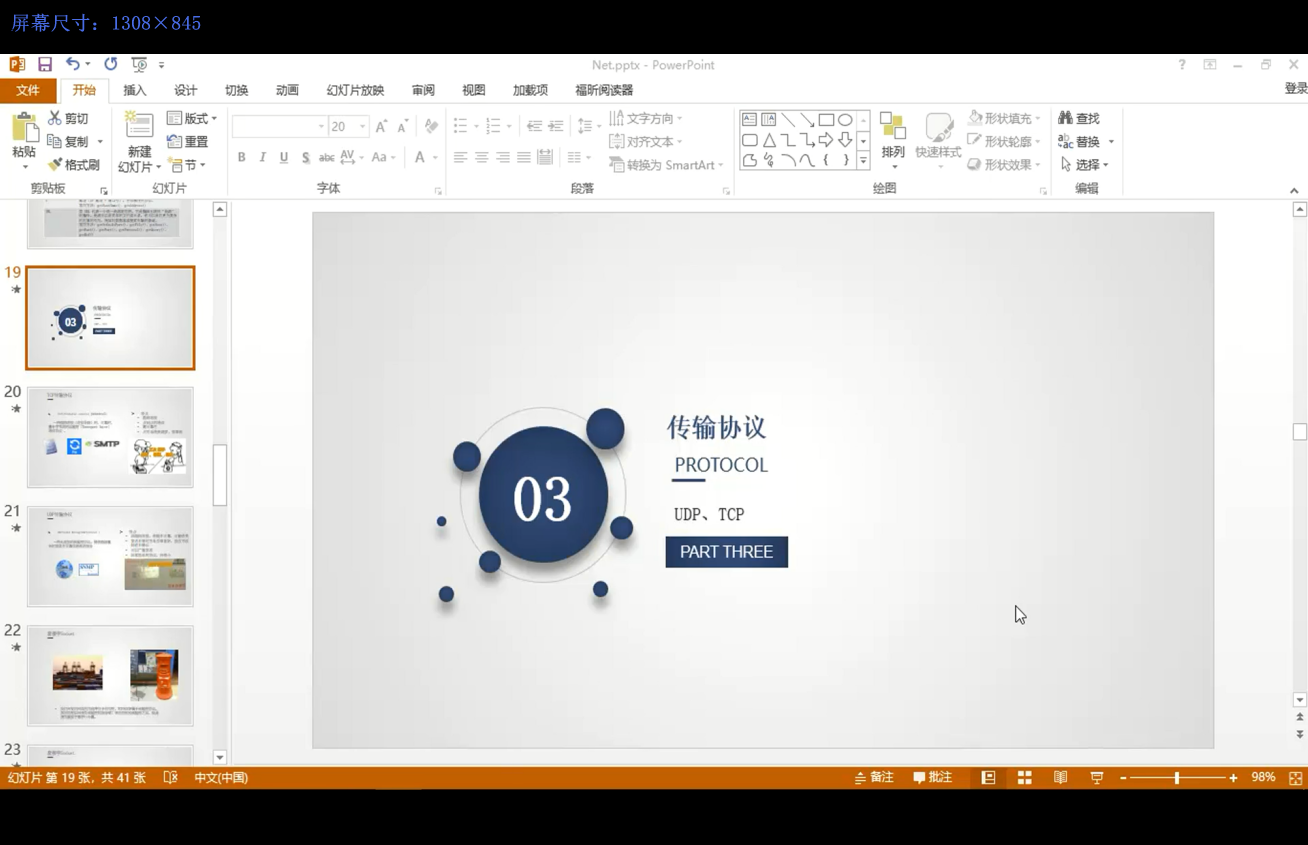 屏幕尺寸：1308×845
Net.pptx - PowerPoint
文件 开始 插入 设计 切换 动画 幻灯片放映 审阅 视图 加载项 福昕阅读器 登录
粘贴 剪切 复制 格式刷 剪贴板
新建幻灯片 版式 重置 节 幻灯片
20
B I U S abc AV Aa A 字体
文字方向 对齐文本 转换为 SmartArt 段落
排列 快速样式 形状填充 形状轮廓 形状效果 绘图
查找 替换 选择 编辑
19
03
20
SMTP
21
22
23
03
传输协议
PROTOCOL
UDP、TCP
PART THREE
幻灯片 第 19 张，共 41 张 中文(中国) 备注 批注 98%